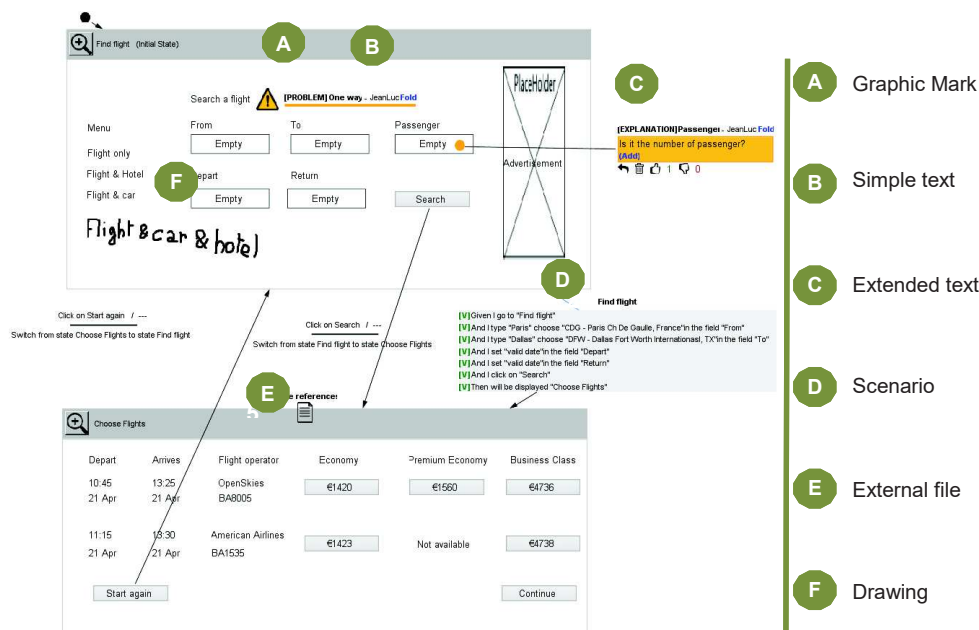 A
B
Find flight (Initial State)
PlaceHolder
C
A Graphic Mark
Search a flight [PROBLEM] One way - JeanLuc Fold
[EXPLANATION] Passenger - JeanLuc Fold
Menu From To Passenger
Empty Empty Empty
Is it the number of passenger?
(Add)
Flight only
Advertisement
1 0
Flight & Hotel F Depart Return
B Simple text
Flight & car Empty Empty Search
Flight & car & hotel
D
C Extended text
Find flight
Click on Start again / ---
Switch from state Choose Flights to state Find flight
Click on Search / ---
Switch from state Find flight to state Choose Flights
[V]Given I go to "Find flight"
[V]And I type "Paris" choose "CDG - Paris Ch De Gaulle, France"in the field "From"
[V]And I type "Dallas" choose "DFW - Dallas Fort Worth Internationasl, TX"in the field "To"
[V]And I set "valid date"in the field "Depart"
[V]And I set "valid date"in the field "Return"
[V]And I click on "Search"
[V]Then will be displayed "Choose Flights"
D Scenario
E references
Choose Flights
Depart Arrives Flight operator Economy Premium Economy Business Class
10:45 13:25 OpenSkies €1420 €1560 €4736
21 Apr 21 Apr BA8005
E External file
11:15 13:30 American Airlines €1423 Not available €4738
21 Apr 21 Apr BA1535
Start again Continue
F Drawing